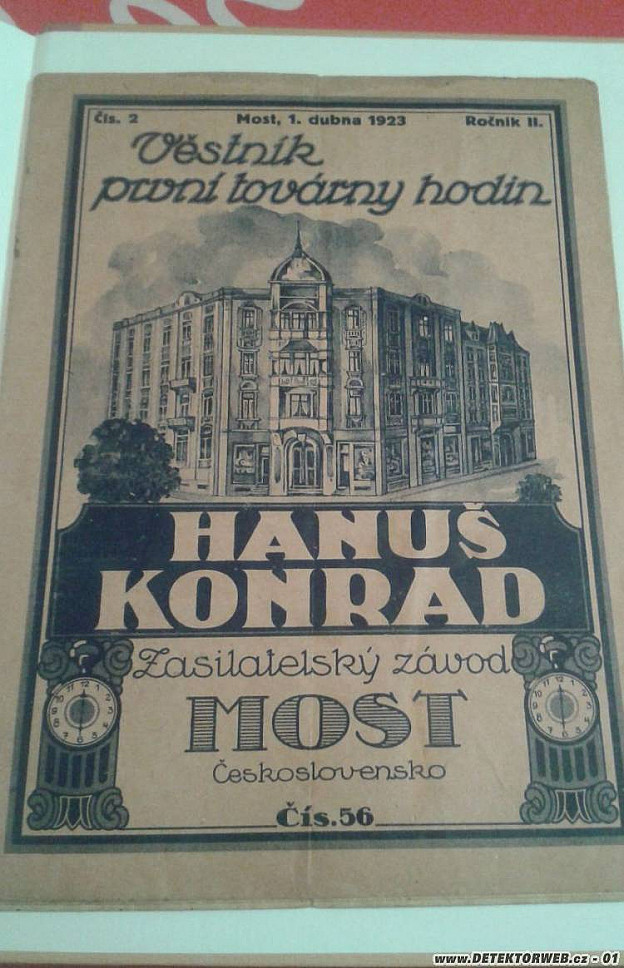 Čís. 2 Most, 1. dubna 1923 Ročník II.
Věstník
první továrny hodin
HANUŠ
KONRAD
Zasilatelský závod
MOST
Československo
Čís. 56
www.DETEKTORWEB.cz - 01